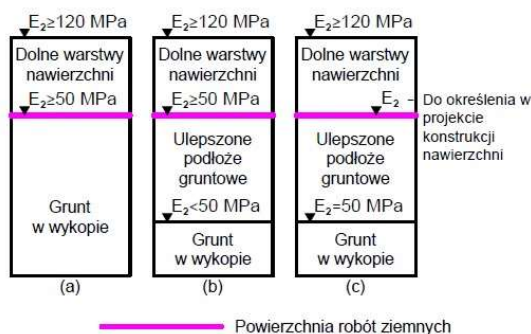 E₂≥120 MPa
Dolne warstwy
nawierzchni
E₂≥50 MPa
Grunt
w wykopie
(a)
E₂≥120 MPa
Dolne warstwy
nawierzchni
E₂≥50 MPa
Ulepszone
podłoże
gruntowe
E₂<50 MPa
Grunt
w wykopie
(b)
E₂≥120 MPa
Dolne warstwy
nawierzchni
E₂ - Do określenia w
projekcie
konstrukcji
nawierzchni
Ulepszone
podłoże
gruntowe
E₂=50 MPa
Grunt
w wykopie
(c)
Powierzchnia robót ziemnych